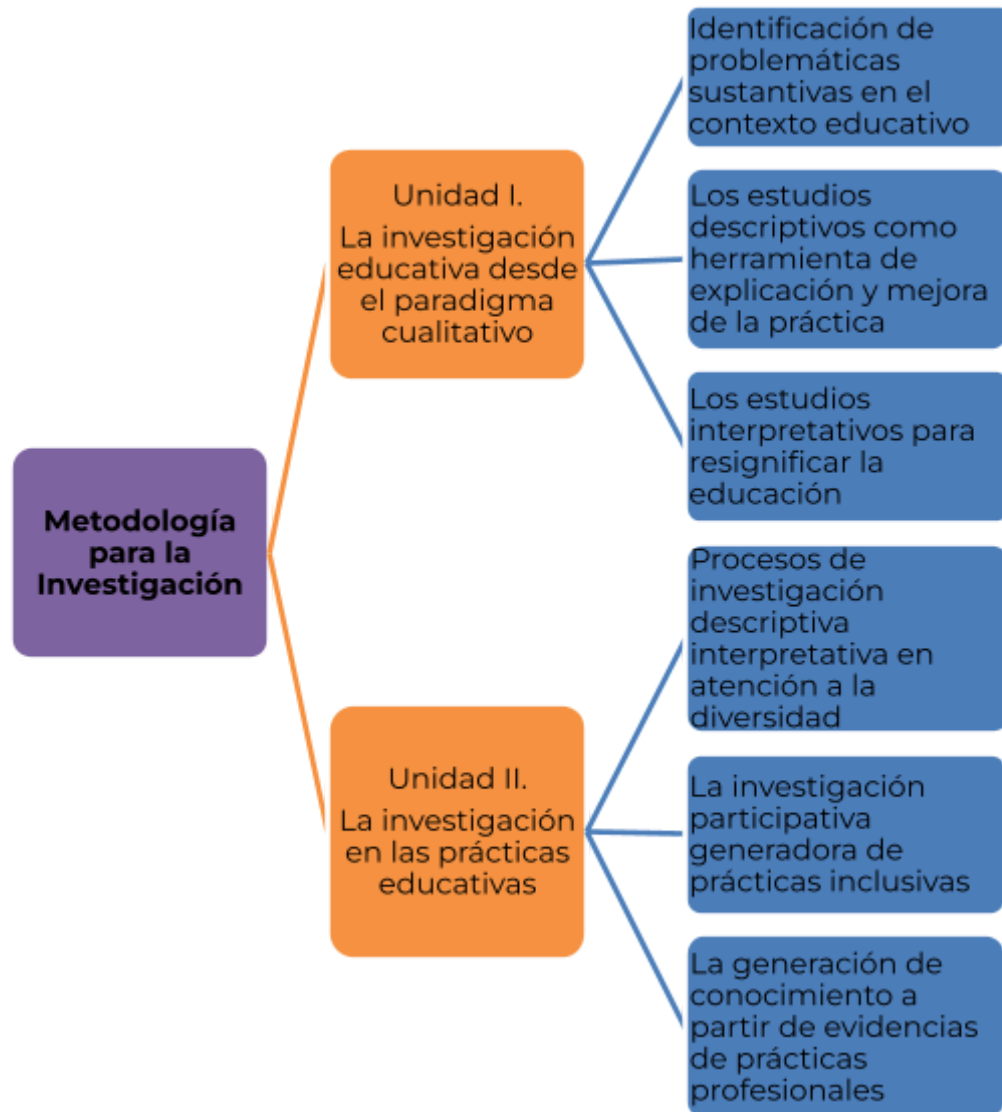 Metodología
para la
Investigación
Unidad I.
La investigación
educativa desde
el paradigma
cualitativo
Identificación de
problemáticas
sustantivas en el
contexto educativo
Los estudios
descriptivos como
herramienta de
explicación y mejora
de la práctica
Los estudios
interpretativos para
resignificar la
educación
Unidad II.
La investigación
en las prácticas
educativas
Procesos de
investigación
descriptiva
interpretativa en
atención a la
diversidad
La investigación
participativa
generadora de
prácticas inclusivas
La generación de
conocimiento a
partir de evidencias
de prácticas
profesionales